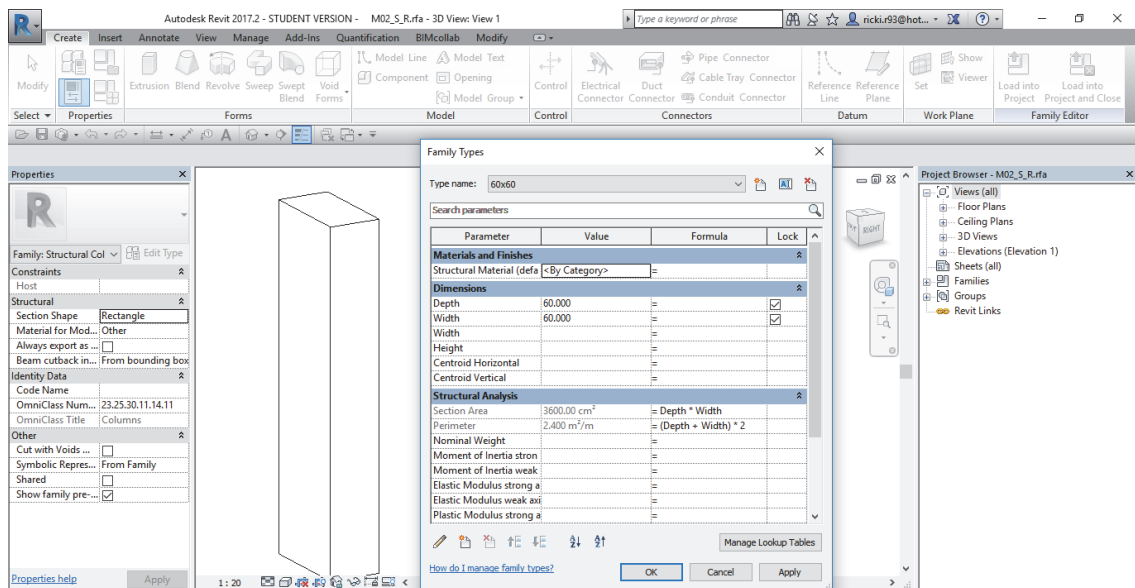 Autodesk Revit 2017.2 - STUDENT VERSION - M02_S_R.rfa - 3D View: View 1
Type a keyword or phrase
ricki.r93@hot...
Create Insert Annotate View Manage Add-Ins Quantification BIMcollab Modify
Modify
Extrusion Blend Revolve Sweep Swept Blend Void Forms
Model Line Model Text
Component Opening
Model Group
Control
Electrical Connector Duct Connector
Pipe Connector
Cable Tray Connector
Conduit Connector
Reference Line Reference Plane
Set
Show
Viewer
Load into Project Load into Project and Close
Select Properties Forms Model Control Connectors Datum Work Plane Family Editor
Properties
Family: Structural Col Edit Type
Constraints
Host
Structural
Section Shape Rectangle
Material for Mod... Other
Always export as ...
Beam cutback in... From bounding box
Identity Data
Code Name
OmniClass Num... 23.25.30.11.14.11
OmniClass Title Columns
Other
Cut with Voids ...
Symbolic Repres... From Family
Shared
Show family pre-...
Properties help Apply
1 : 20
Family Types
Type name: 60x60
Search parameters
Parameter Value Formula Lock
Materials and Finishes
Structural Material (defa <By Category> =
Dimensions
Depth 60.000 =
Width 60.000 =
Width =
Height =
Centroid Horizontal =
Centroid Vertical =
Structural Analysis
Section Area 3600.00 cm² = Depth * Width
Perimeter 2.400 m²/m = (Depth + Width) * 2
Nominal Weight =
Moment of Inertia stron =
Moment of Inertia weak =
Elastic Modulus strong a =
Elastic Modulus weak axi =
Plastic Modulus strong a =
Manage Lookup Tables
How do I manage family types?
OK Cancel Apply
RIGHT
Project Browser - M02_S_R.rfa
Views (all)
Floor Plans
Ceiling Plans
3D Views
Elevations (Elevation 1)
Sheets (all)
Families
Groups
Revit Links